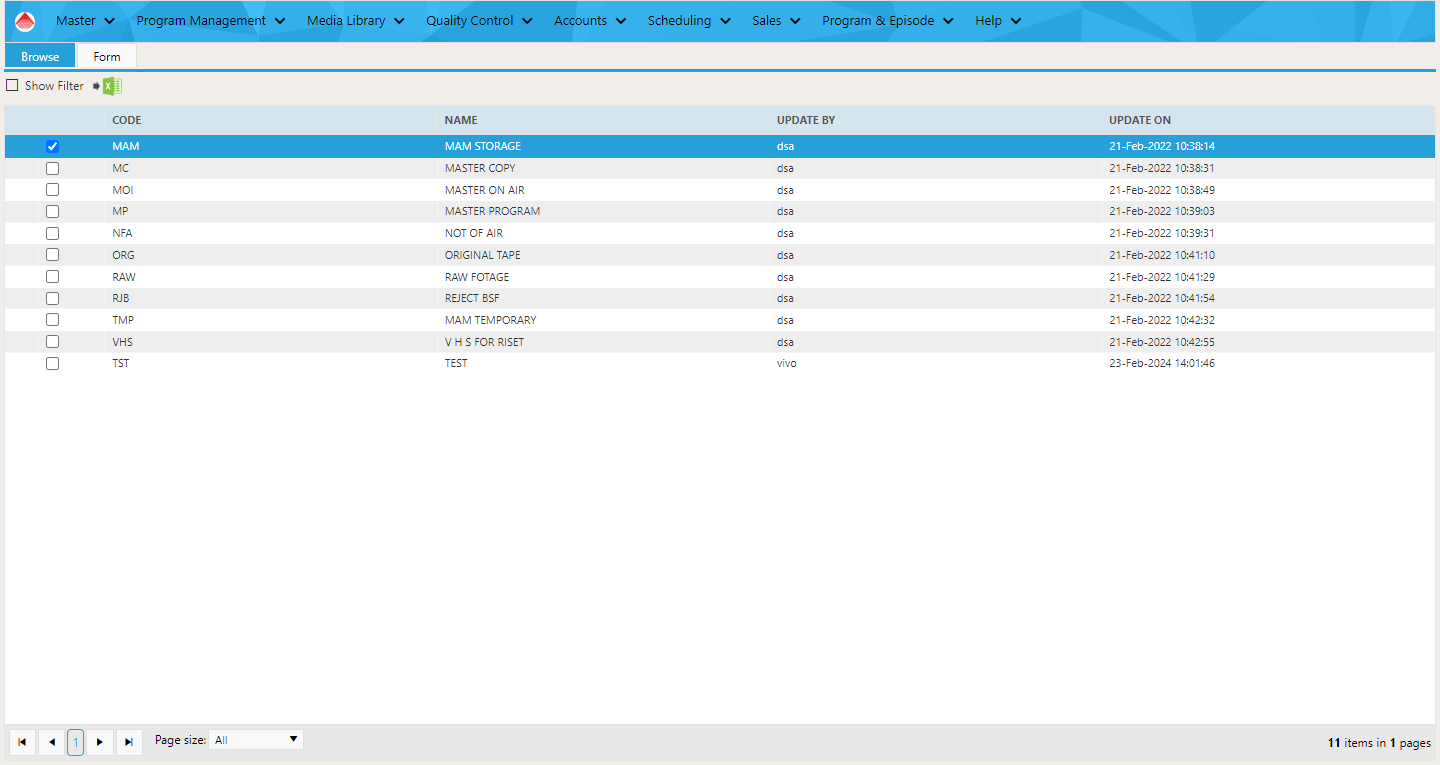 Master Program Management Media Library Quality Control Accounts Scheduling Sales Program & Episode Help
Browse Form
Show Filter
CODE NAME UPDATE BY UPDATE ON
MAM MAM STORAGE dsa 21-Feb-2022 10:38:14
MC MASTER COPY dsa 21-Feb-2022 10:38:31
MOI MASTER ON AIR dsa 21-Feb-2022 10:38:49
MP MASTER PROGRAM dsa 21-Feb-2022 10:39:03
NFA NOT OF AIR dsa 21-Feb-2022 10:39:31
ORG ORIGINAL TAPE dsa 21-Feb-2022 10:41:10
RAW RAW FOTAGE dsa 21-Feb-2022 10:41:29
RJB REJECT BSF dsa 21-Feb-2022 10:41:54
TMP MAM TEMPORARY dsa 21-Feb-2022 10:42:32
VHS V H S FOR RISET dsa 21-Feb-2022 10:42:55
TST TEST vivo 23-Feb-2024 14:01:46
1 Page size: All 11 items in 1 pages